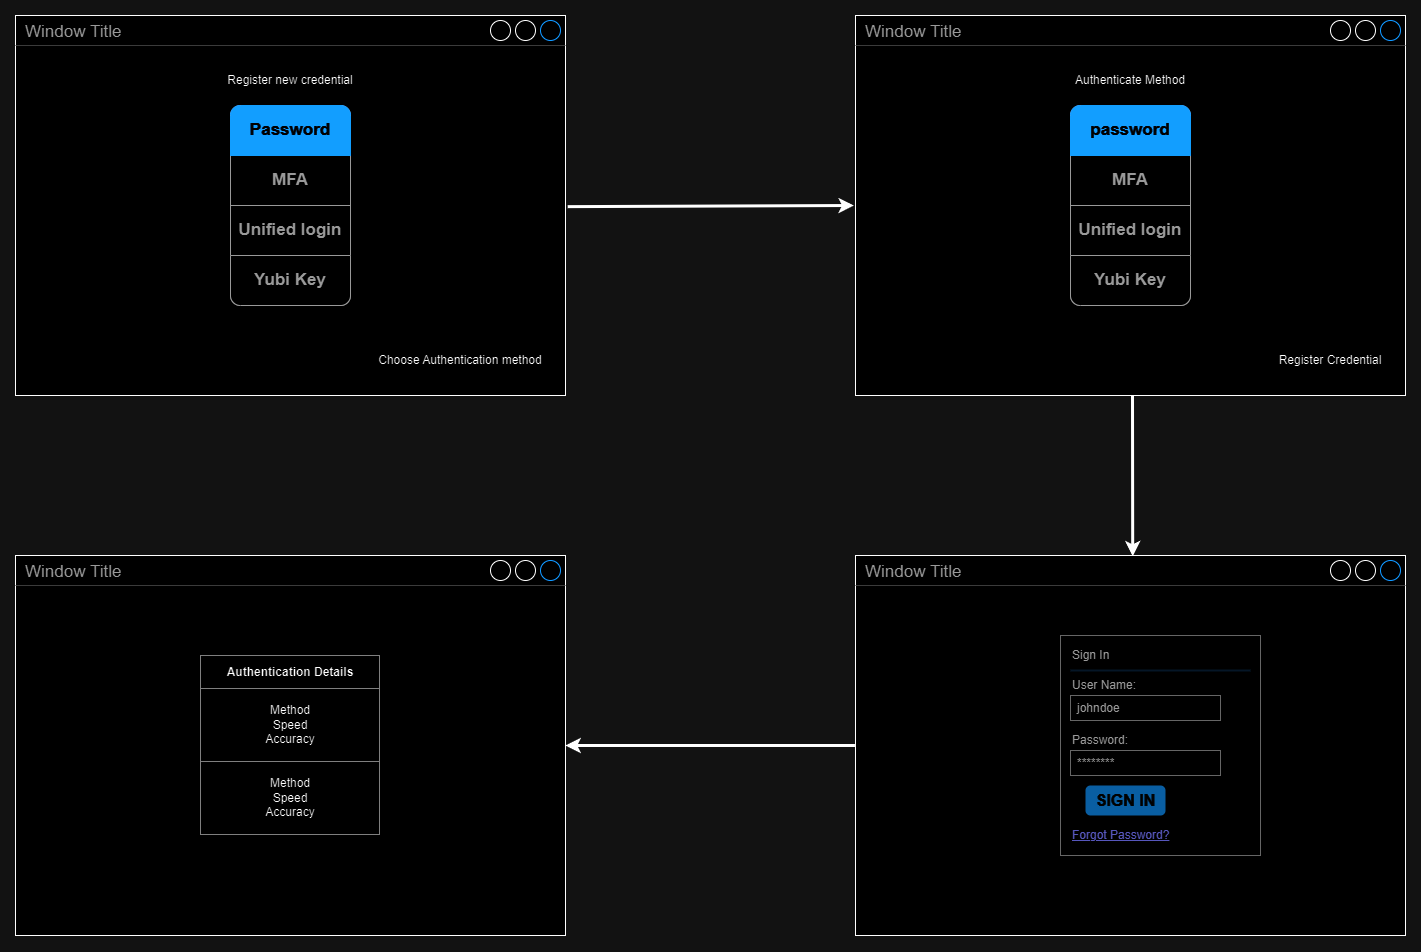 Window Title
Register new credential
Password
MFA
Unified login
Yubi Key
Choose Authentication method
Window Title
Authenticate Method
password
MFA
Unified login
Yubi Key
Register Credential
Window Title
Authentication Details
Method
Speed
Accuracy
Method
Speed
Accuracy
Window Title
Sign In
User Name:
johndoe
Password:
********
SIGN IN
Forgot Password?